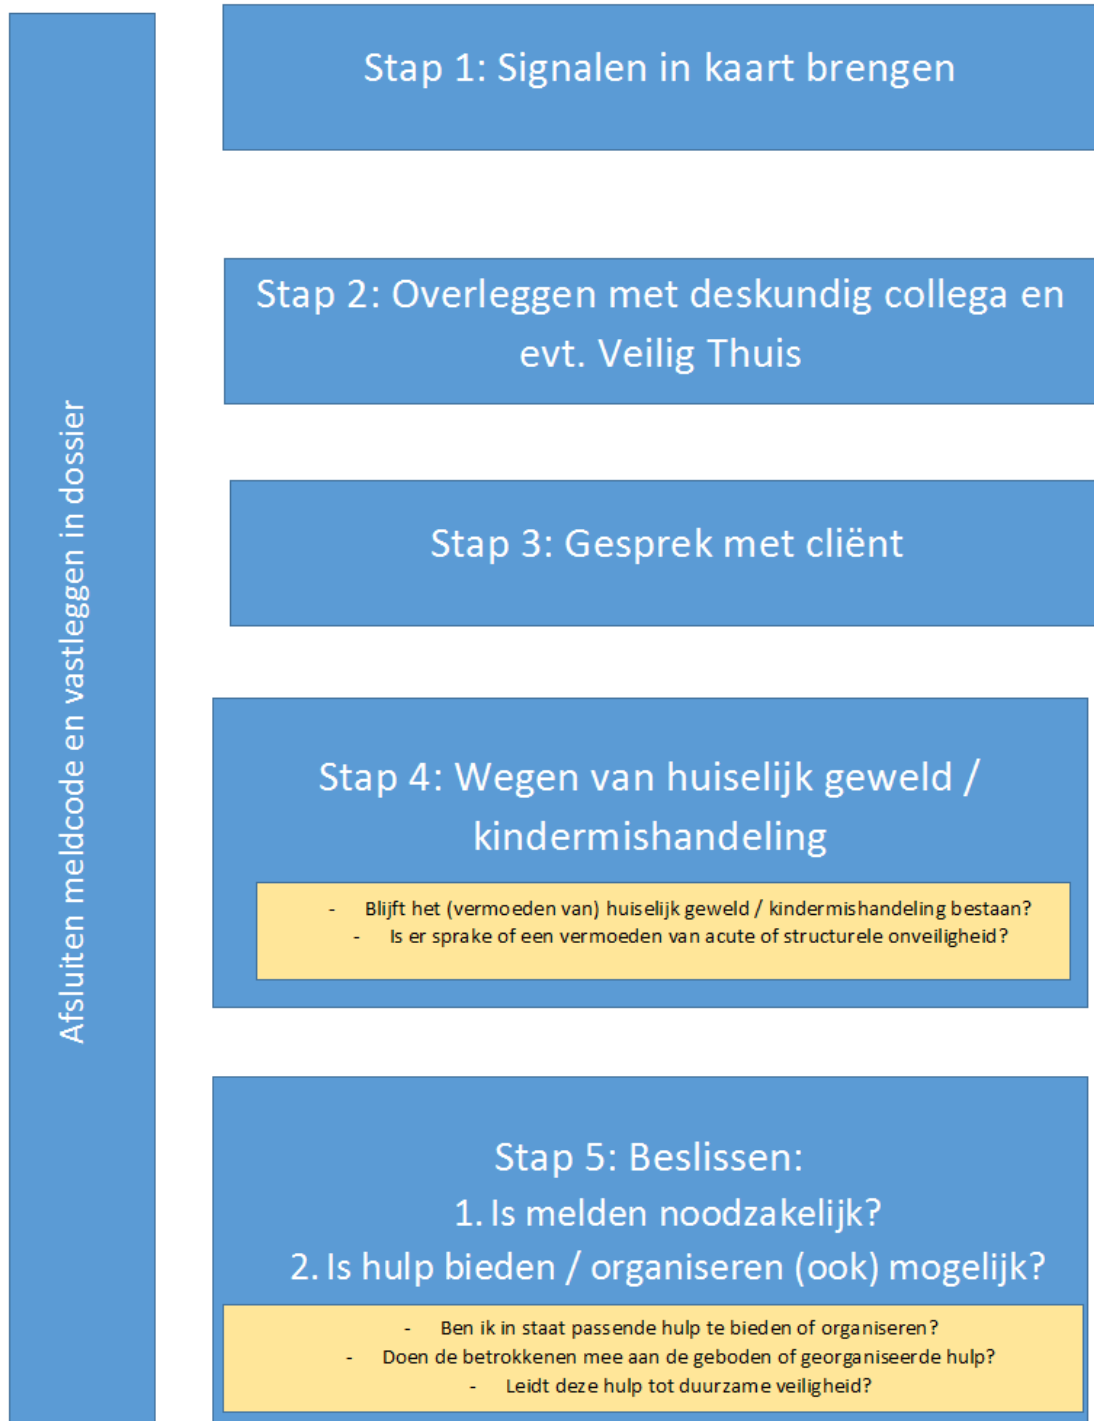 Afsluiten meldcode en vastleggen in dossier
Stap 1: Signalen in kaart brengen
Stap 2: Overleggen met deskundig collega en
evt. Veilig Thuis
Stap 3: Gesprek met cliënt
Stap 4: Wegen van huiselijk geweld /
kindermishandeling
- Blijft het (vermoeden van) huiselijk geweld / kindermishandeling bestaan?
- Is er sprake of een vermoeden van acute of structurele onveiligheid?
Stap 5: Beslissen:
1. Is melden noodzakelijk?
2. Is hulp bieden / organiseren (ook) mogelijk?
- Ben ik in staat passende hulp te bieden of organiseren?
- Doen de betrokkenen mee aan de geboden of georganiseerde hulp?
- Leidt deze hulp tot duurzame veiligheid?